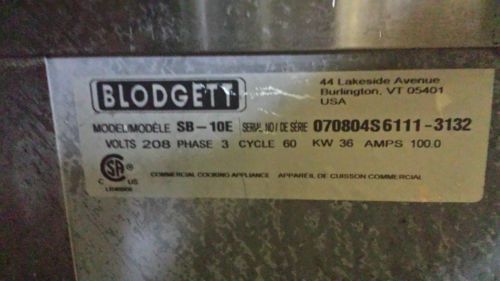 BLODGETT
44 Lakeside Avenue
Burlington, VT 05401
USA
MODEL/MODÈLE SB-10E SERIAL NO / DE SÉRIE 070804S6111-3132
VOLTS 208 PHASE 3 CYCLE 60 KW 36 AMPS 100.0
C US
COMMERCIAL COOKING APPLIANCE APPAREIL DE CUISSON COMMERCIAL